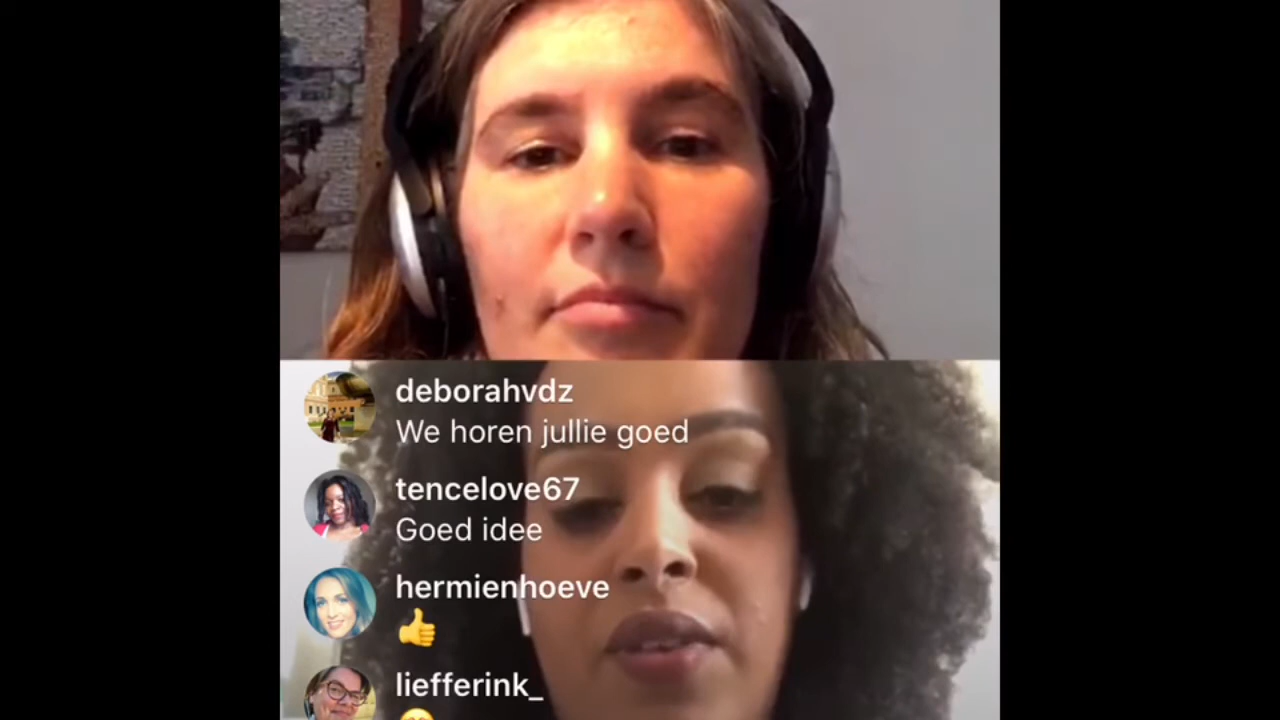 deborahvdz
We horen jullie goed
tencelove67
Goed idee
hermienhoeve
👍
liefferink_